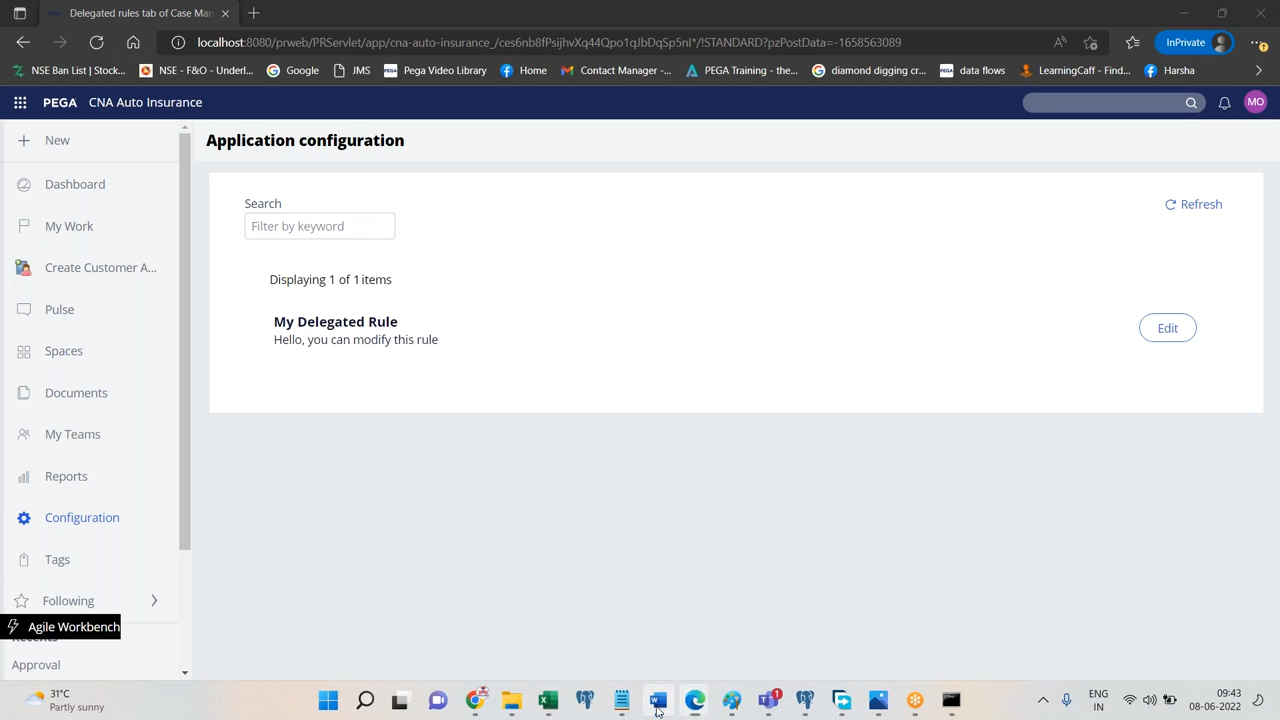 Delegated rules tab of Case Man
localhost:8080/prweb/PRServlet/app/cna-auto-insurance_/ces6nb8fPsijhvXq44Qpo1qJbDqSp5nI*/!STANDARD?pzPostData=-1658563089
InPrivate
NSE Ban List | Stock...
NSE - F&O - Underl...
Google
JMS
Pega Video Library
Home
Contact Manager -...
PEGA Training - the...
diamond digging cr...
data flows
LearningCaff - Find...
Harsha
PEGA CNA Auto Insurance
MO
New
Dashboard
My Work
Create Customer A...
Pulse
Spaces
Documents
My Teams
Reports
Configuration
Tags
Following
Agile Workbench
Recents
Approval
Application configuration
Search
Filter by keyword
Refresh
Displaying 1 of 1 items
My Delegated Rule
Hello, you can modify this rule
Edit
31°C
Partly sunny
1
ENG
IN
09:43
08-06-2022